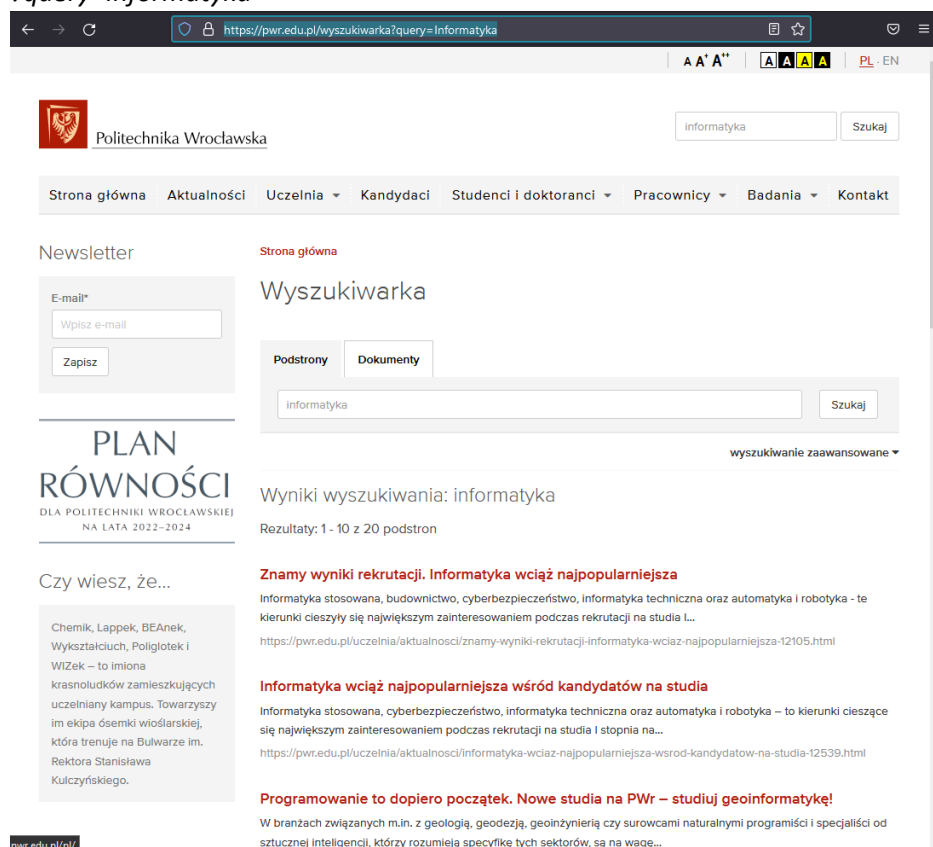 ?query=Informatyka
https://pwr.edu.pl/wyszukiwarka?query=Informatyka
A A+ A++ A A A A PL · EN
Politechnika Wrocławska
informatyka Szukaj
Strona główna Aktualności Uczelnia Kandydaci Studenci i doktoranci Pracownicy Badania Kontakt
Newsletter
E-mail*
Wpisz e-mail
Zapisz
PLAN
RÓWNOŚCI
DLA POLITECHNIKI WROCŁAWSKIEJ
NA LATA 2022–2024
Czy wiesz, że...
Chemik, Lappek, BEAnek,
Wykształciuch, Poliglotek i
WIZek – to imiona
krasnoludków zamieszkujących
uczelniany kampus. Towarzyszy
im ekipa ósemki wioślarskiej,
która trenuje na Bulwarze im.
Rektora Stanisława
Kulczyńskiego.
Strona główna
Wyszukiwarka
Podstrony Dokumenty
informatyka Szukaj
wyszukiwanie zaawansowane
Wyniki wyszukiwania: informatyka
Rezultaty: 1 - 10 z 20 podstron
Znamy wyniki rekrutacji. Informatyka wciąż najpopularniejsza
Informatyka stosowana, budownictwo, cyberbezpieczeństwo, informatyka techniczna oraz automatyka i robotyka - te
kierunki cieszyły się największym zainteresowaniem podczas rekrutacji na studia I...
https://pwr.edu.pl/uczelnia/aktualnosci/znamy-wyniki-rekrutacji-informatyka-wciaz-najpopularniejsza-12105.html
Informatyka wciąż najpopularniejsza wśród kandydatów na studia
Informatyka stosowana, cyberbezpieczeństwo, informatyka techniczna oraz automatyka i robotyka – to kierunki cieszące
się największym zainteresowaniem podczas rekrutacji na studia I stopnia na...
https://pwr.edu.pl/uczelnia/aktualnosci/informatyka-wciaz-najpopularniejsza-wsrod-kandydatow-na-studia-12539.html
Programowanie to dopiero początek. Nowe studia na PWr – studiuj geoinformatykę!
W branżach związanych m.in. z geologią, geodezją, geoinżynierią czy surowcami naturalnymi programiści i specjaliści od
sztucznej inteligencji, którzy rozumieją specyfikę tych sektorów, są na wagę...
pwr.edu.pl/pl/